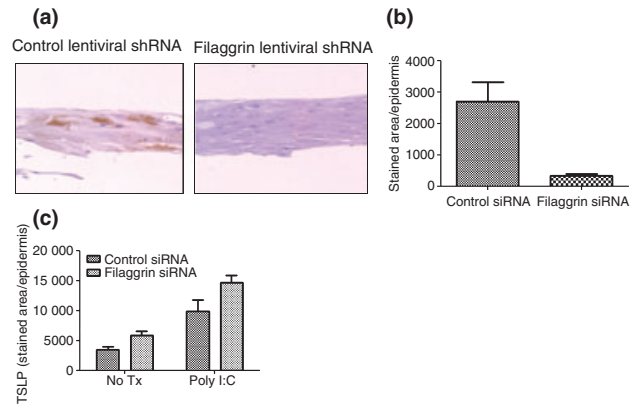 (a)
Control lentiviral shRNA
Filaggrin lentiviral shRNA
(b)
Stained area/epidermis
4000
3000
2000
1000
0
Control siRNA
Filaggrin siRNA
(c)
TSLP (stained area/epidermis)
20 000
15 000
10 000
5000
0
Control siRNA
Filaggrin siRNA
No Tx
Poly I:C